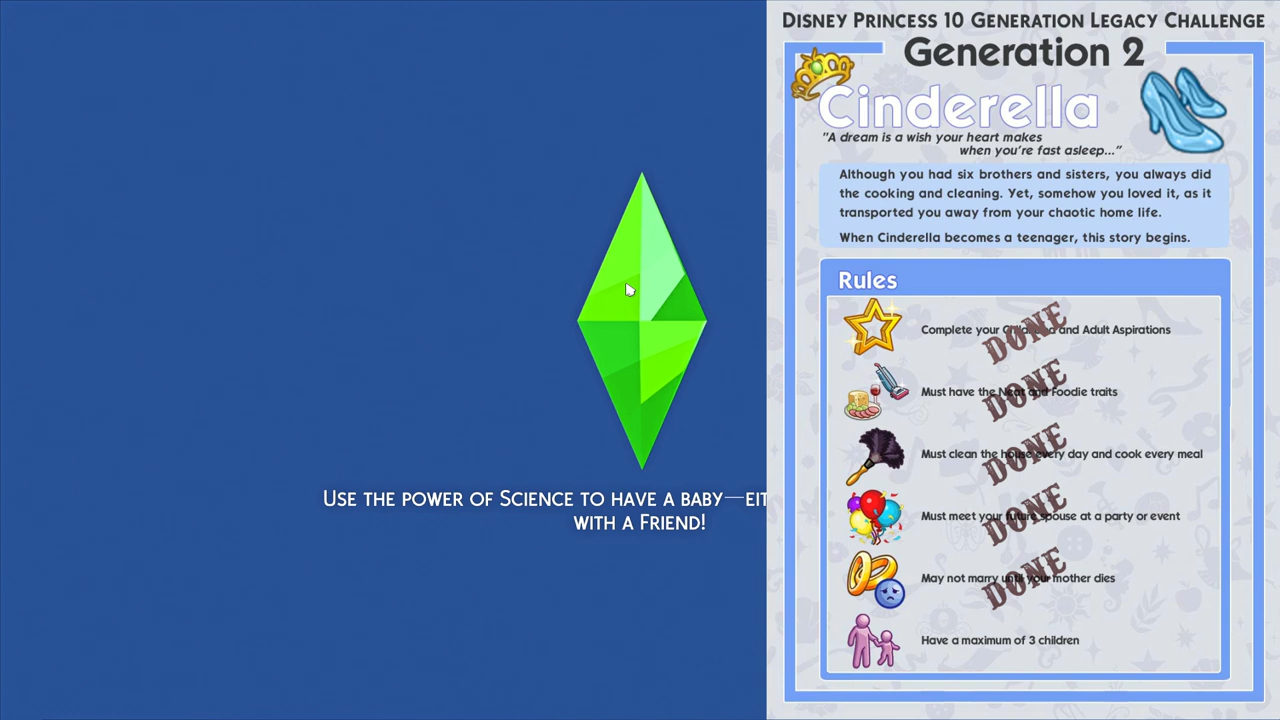 DISNEY PRINCESS 10 GENERATION LEGACY CHALLENGE
Generation 2
Cinderella
"A dream is a wish your heart makes
when you're fast asleep..."
Although you had six brothers and sisters, you always did
the cooking and cleaning. Yet, somehow you loved it, as it
transported you away from your chaotic home life.
When Cinderella becomes a teenager, this story begins.
Rules
Complete your Childhood and Adult Aspirations
DONE
Must have the Neat and Foodie traits
DONE
Must clean the house every day and cook every meal
DONE
Must meet your future spouse at a party or event
DONE
May not marry until your mother dies
DONE
Have a maximum of 3 children
USE THE POWER OF SCIENCE TO HAVE A BABY—EIT
WITH A FRIEND!